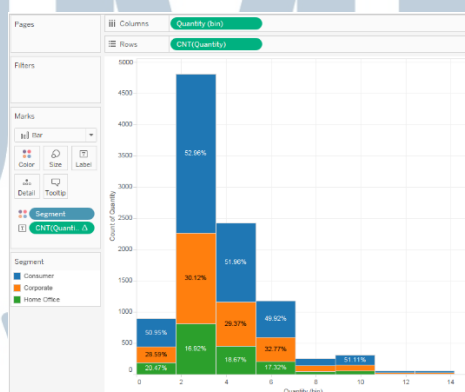 Pages
Columns
Quantity (bin)
Rows
CNT(Quantity)
Filters
Marks
Bar
Color
Size
Label
Detail
Tooltip
Segment
CNT(Quanti.. Δ
Segment
Consumer
Corporate
Home Office
Count of Quantity
5000
4500
4000
3500
3000
2500
2000
1500
1000
500
0
52.96%
30.12%
16.92%
51.96%
29.37%
18.67%
50.95%
28.59%
20.47%
49.92%
32.77%
17.32%
51.11%
0 2 4 6 8 10 12 14
Quantity (bin)